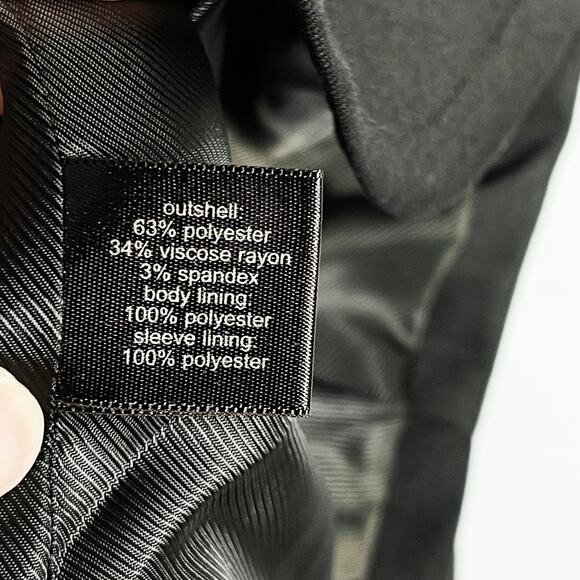 outshell:
63% polyester
34% viscose rayon
3% spandex
body lining:
100% polyester
sleeve lining:
100% polyester